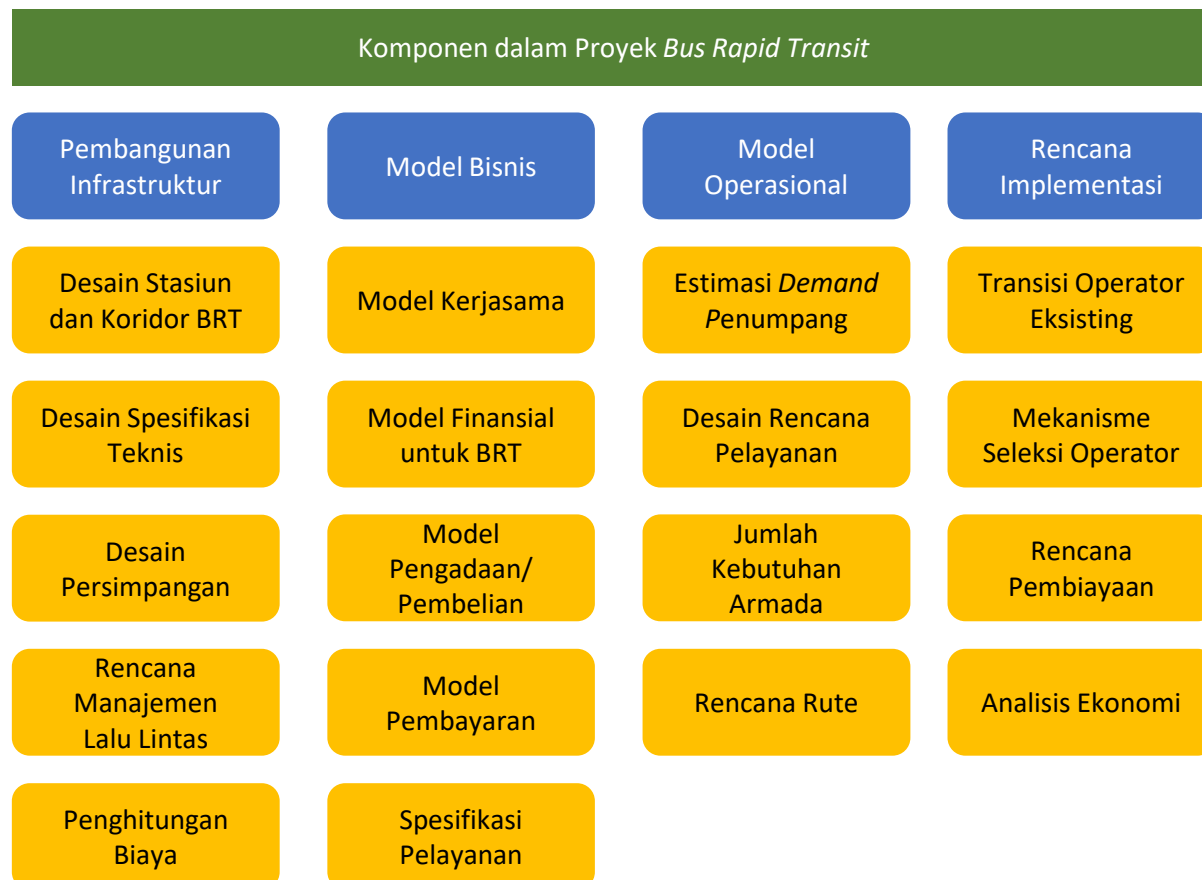 Komponen dalam Proyek Bus Rapid Transit
Pembangunan
Infrastruktur
Model Bisnis
Model
Operasional
Rencana
Implementasi
Desain Stasiun
dan Koridor BRT
Model Kerjasama
Estimasi Demand
Penumpang
Transisi Operator
Eksisting
Desain Spesifikasi
Teknis
Model Finansial
untuk BRT
Desain Rencana
Pelayanan
Mekanisme
Seleksi Operator
Desain
Persimpangan
Model
Pengadaan/
Pembelian
Jumlah
Kebutuhan
Armada
Rencana
Pembiayaan
Rencana
Manajemen
Lalu Lintas
Model
Pembayaran
Rencana Rute
Analisis Ekonomi
Penghitungan
Biaya
Spesifikasi
Pelayanan